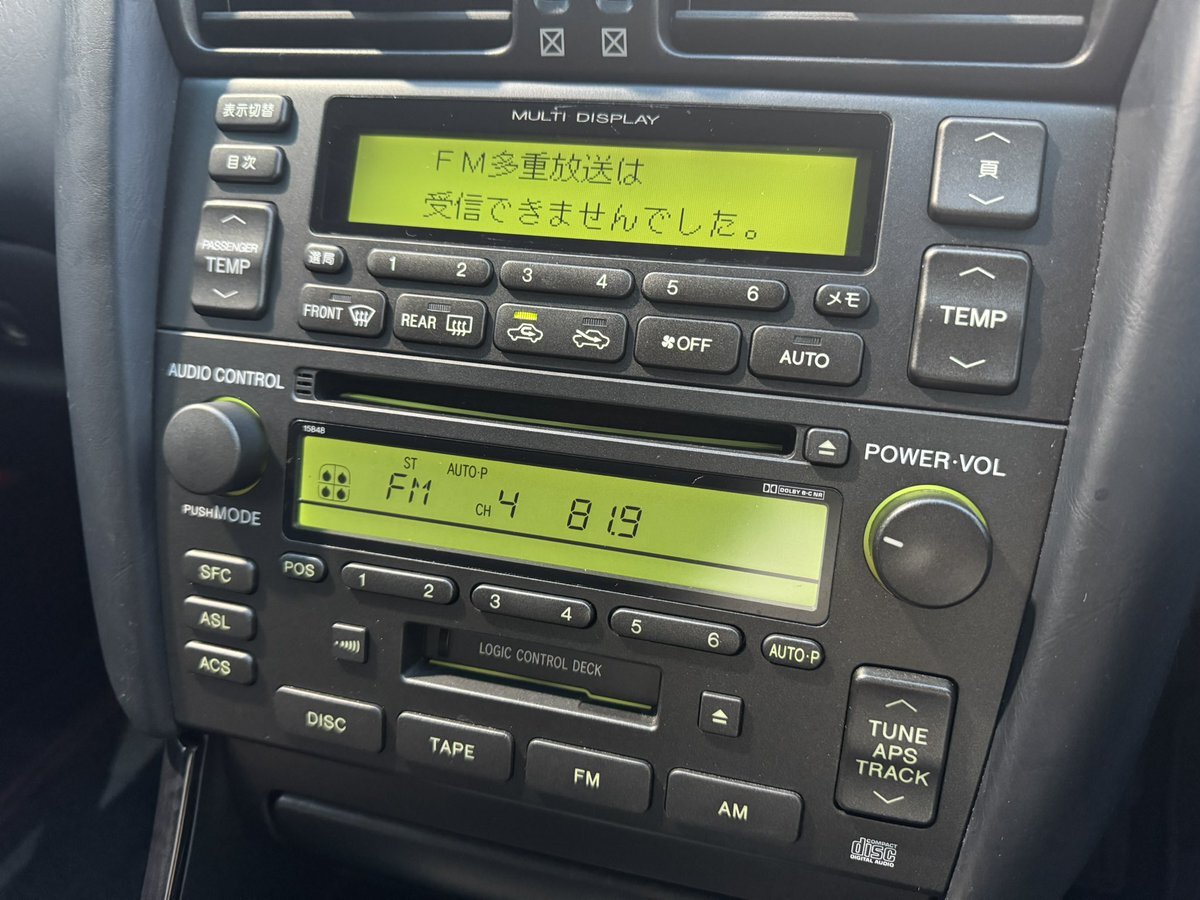 MULTI DISPLAY
表示切替
目次
FM多重放送は
受信できませんでした。
頁
PASSENGER
TEMP
選局
1 2
3 4
5 6
メモ
TEMP
FRONT
REAR
OFF
AUTO
AUDIO CONTROL
15848
POWER·VOL
ST
AUTO·P
DOLBY B·C NR
FM
CH 4 81.9
PUSH MODE
SFC
POS
1 2
3 4
5 6
AUTO·P
ASL
ACS
LOGIC CONTROL DECK
DISC
TAPE
FM
AM
TUNE
APS
TRACK
COMPACT
disc
DIGITAL AUDIO